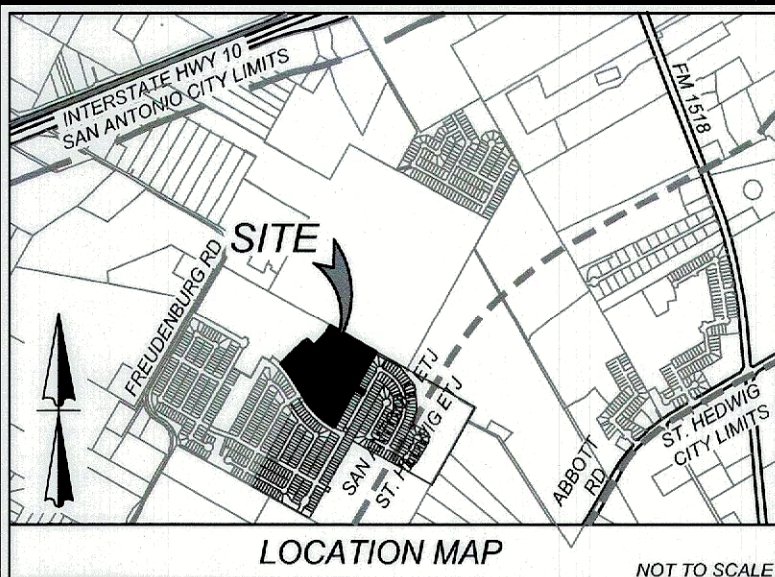 INTERSTATE HWY 10
SAN ANTONIO CITY LIMITS
FM 1518
SITE
FREUDENBURG RD
SAN
ETJ
ST. HEDWIG ETJ
ABBOTT
RD
ST. HEDWIG
CITY LIMITS
LOCATION MAP
NOT TO SCALE